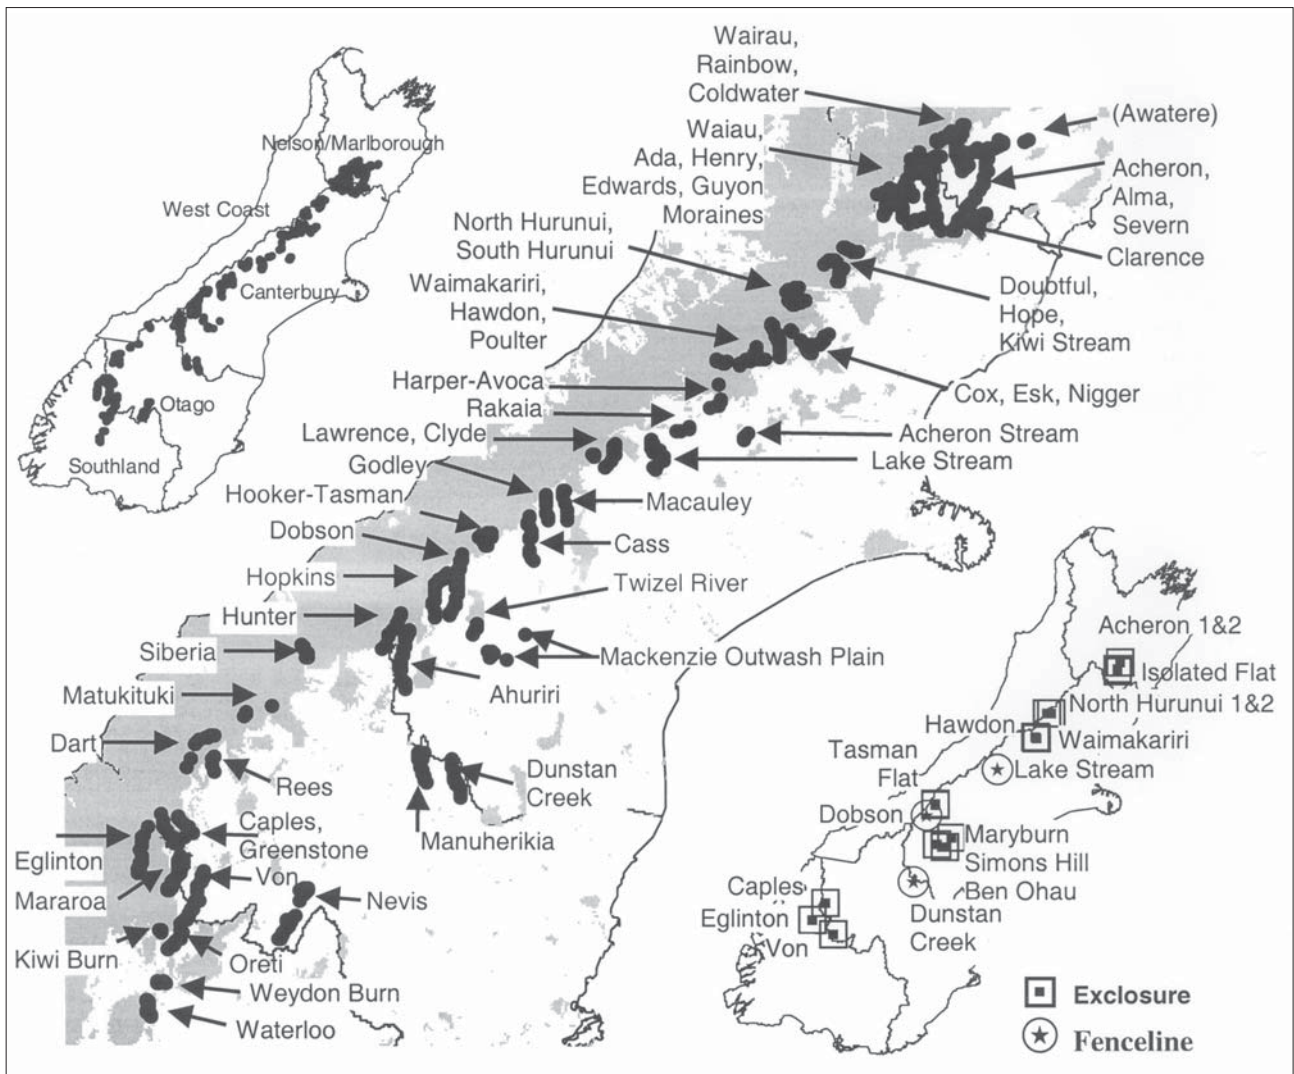 Nelson/Marlborough
West Coast
Canterbury
Otago
Southland
Wairau,
Rainbow,
Coldwater
(Awatere)
Waiau,
Ada, Henry,
Edwards, Guyon
Moraines
Acheron,
Alma,
Severn
Clarence
North Hurunui,
South Hurunui
Doubtful,
Hope,
Kiwi Stream
Waimakariri,
Hawdon,
Poulter
Cox, Esk, Nigger
Harper-Avoca
Rakaia
Acheron Stream
Lawrence, Clyde
Lake Stream
Godley
Macauley
Hooker-Tasman
Dobson
Cass
Hopkins
Twizel River
Hunter
Siberia
Mackenzie Outwash Plain
Ahuriri
Matukituki
Dart
Rees
Dunstan
Creek
Manuherikia
Caples,
Greenstone
Eglinton
Von
Mararoa
Nevis
Kiwi Burn
Oreti
Weydon Burn
Waterloo
Acheron 1&2
Isolated Flat
North Hurunui 1&2
Hawdon
Waimakariri
Tasman
Flat
Lake Stream
Dobson
Maryburn
Simons Hill
Ben Ohau
Caples
Eglinton
Von
Dunstan
Creek
Exclosure
Fenceline